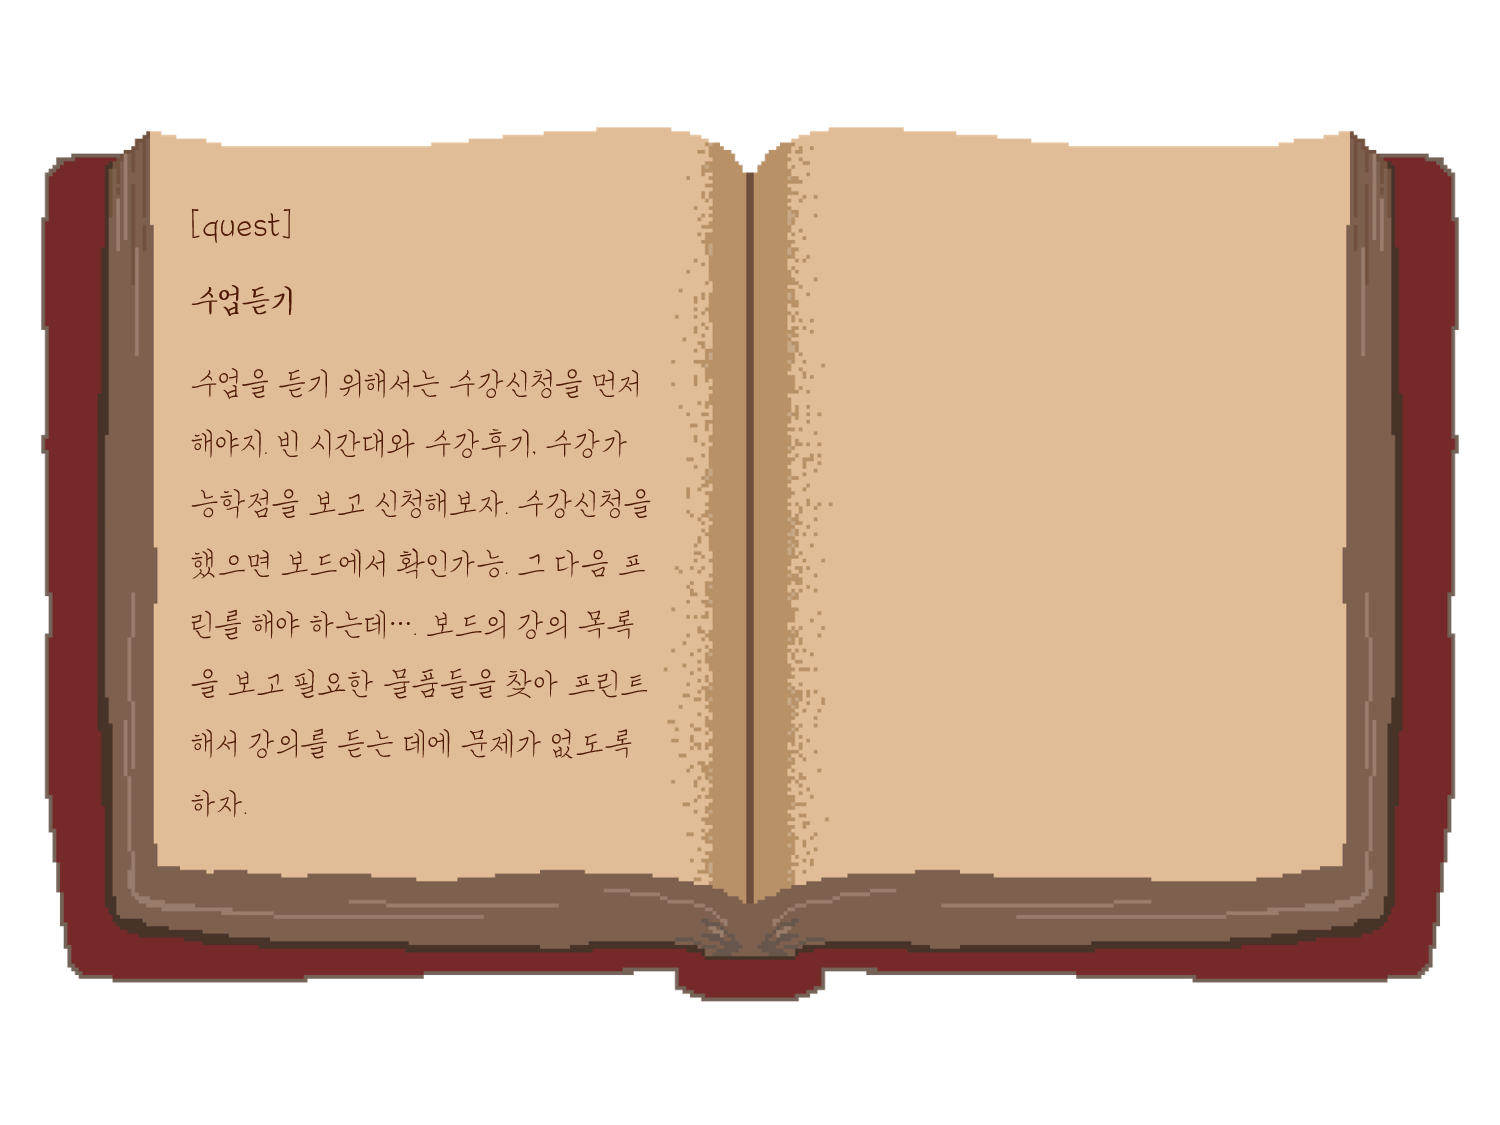 [quest]
수업듣기
수업을 듣기 위해서는 수강신청을 먼저
해야지. 빈 시간대와 수강후기, 수강가
능학점을 보고 신청해보자. 수강신청을
했으면 보드에서 확인가능. 그 다음 프
린를 해야 하는데···. 보드의 강의 목록
을 보고 필요한 물품들을 찾아 프린트
해서 강의를 듣는 데에 문제가 없도록
하자.